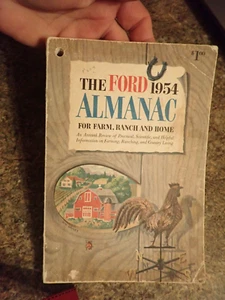 $1.00
THE FORD 1954
ALMANAC
FOR FARM, RANCH AND HOME
An Annual Review of Practical, Scientific, and Helpful
Information on Farming, Ranching, and Country Living